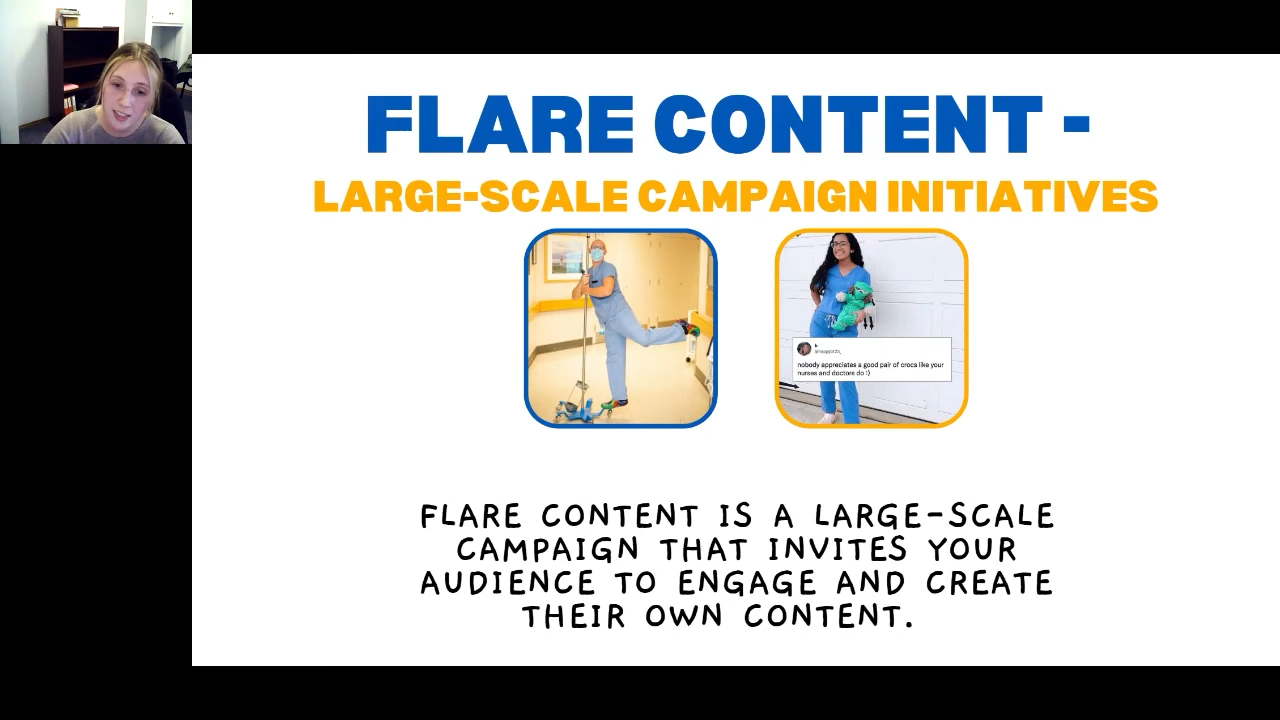 FLARE CONTENT -
LARGE-SCALE CAMPAIGN INITIATIVES
nobody appreciates a good pair of crocs like your
nurses and doctors do :)
FLARE CONTENT IS A LARGE-SCALE
CAMPAIGN THAT INVITES YOUR
AUDIENCE TO ENGAGE AND CREATE
THEIR OWN CONTENT.